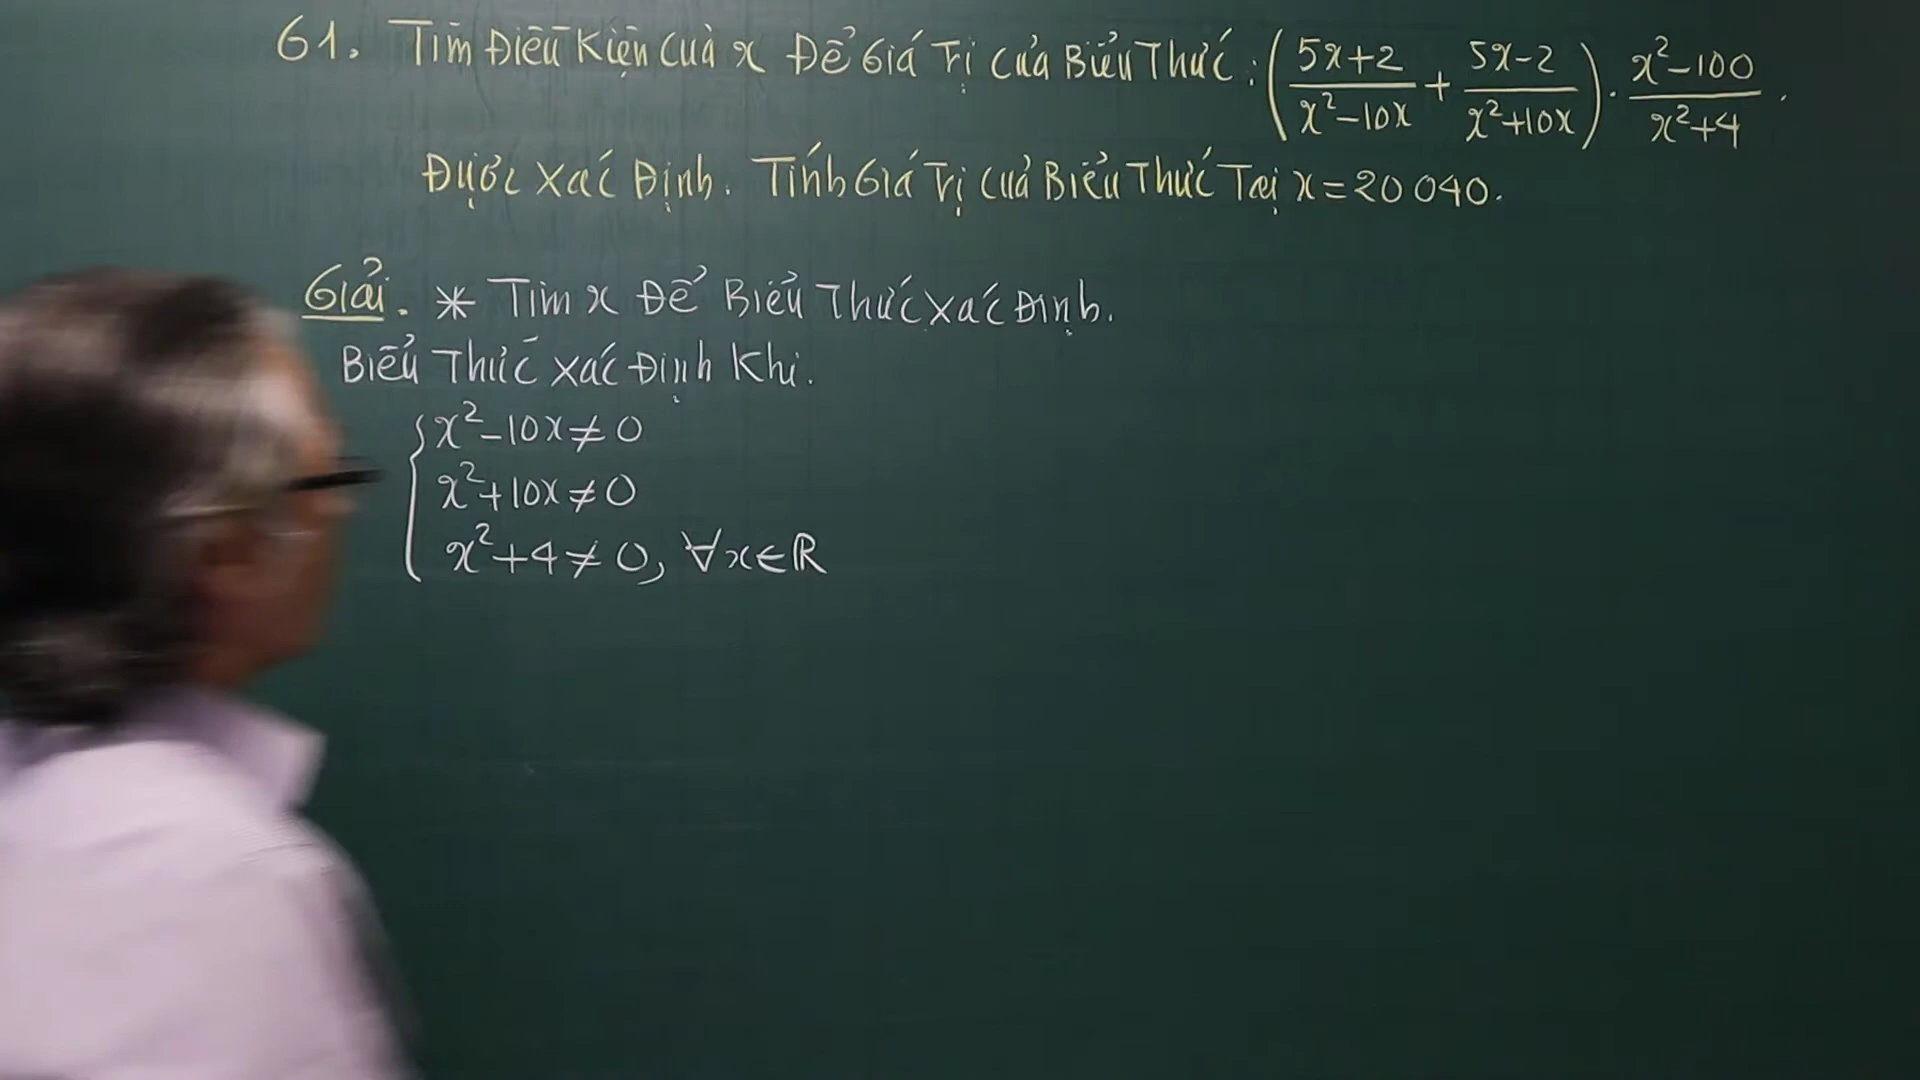 61. Tìm Điều Kiện Của x Để Giá Trị Của Biểu Thức: (5x+2/x²-10x + 5x-2/x²+10x) . x²-100/x²+4 .
Được Xác Định. Tính Giá Trị Của Biểu Thức Tại x = 20 040.
Giải. * Tìm x Để Biểu Thức Xác Định.
Biểu Thức Xác Định Khi.
{x²-10x ≠ 0
x²+10x ≠ 0
x²+4 ≠ 0, ∀x∈ℝ